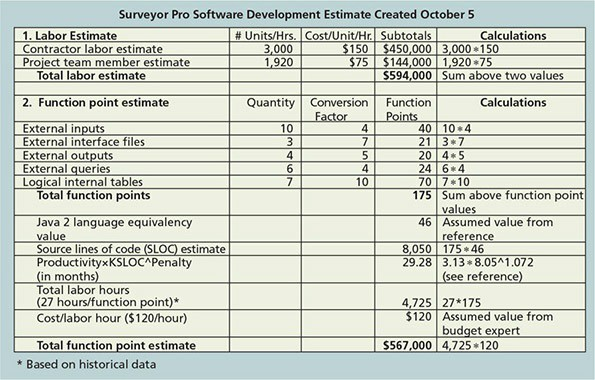 Surveyor Pro Software Development Estimate Created October 5
1. Labor Estimate # Units/Hrs. Cost/Unit/Hr. Subtotals Calculations
Contractor labor estimate 3,000 $150 $450,000 3,000∗150
Project team member estimate 1,920 $75 $144,000 1,920∗75
Total labor estimate $594,000 Sum above two values
2. Function point estimate Quantity Conversion Function Calculations
Factor Points
External inputs 10 4 40 10∗4
External interface files 3 7 21 3∗7
External outputs 4 5 20 4∗5
External queries 6 4 24 6∗4
Logical internal tables 7 10 70 7∗10
Total function points 175 Sum above function point
values
Java 2 language equivalency 46 Assumed value from
value reference
Source lines of code (SLOC) estimate 8,050 175∗46
Productivity×KSLOC^Penalty 29.28 3.13∗8.05^1.072
(in months) (see reference)
Total labor hours
(27 hours/function point)* 4,725 27*175
Cost/labor hour ($120/hour) $120 Assumed value from
budget expert
Total function point estimate $567,000 4,725∗120
* Based on historical data